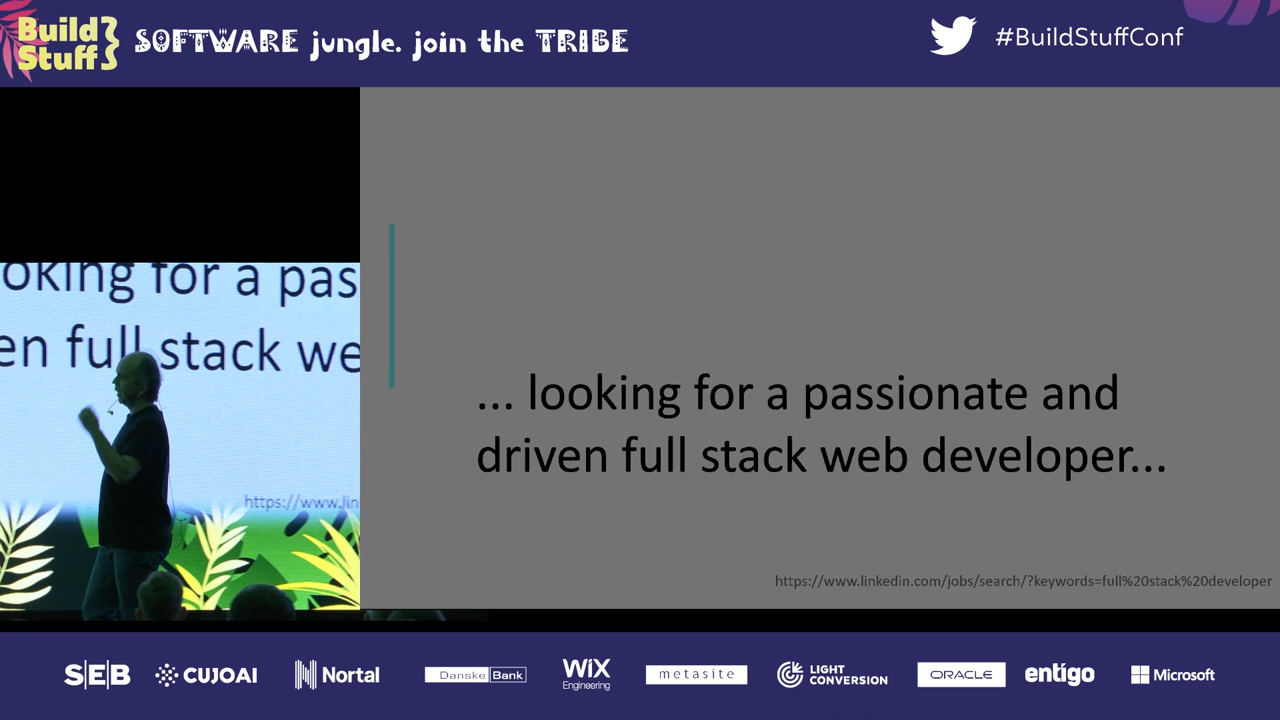 Build
Stuff
SOFTWARE jungle. join the TRIBE
#BuildStuffConf
oking for a pas
en full stack we
https://www.lin
... looking for a passionate and
driven full stack web developer...
https://www.linkedin.com/jobs/search/?keywords=full%20stack%20developer
SEB
CUJOAI
Nortal
Danske Bank
WiX
Engineering
metasite
LIGHT
CONVERSION
ORACLE
entigo
Microsoft